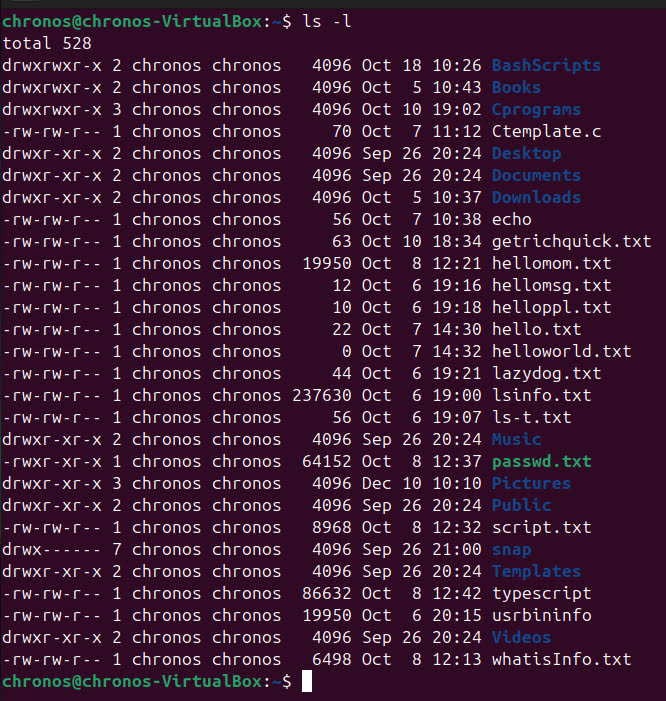 chronos@chronos-VirtualBox:~$ ls -l
total 528
drwxrwxr-x 2 chronos chronos   4096 Oct 18 10:26 BashScripts
drwxrwxr-x 2 chronos chronos   4096 Oct  5 10:43 Books
drwxrwxr-x 3 chronos chronos   4096 Oct 10 19:02 Cprograms
-rw-rw-r-- 1 chronos chronos     70 Oct  7 11:12 Ctemplate.c
drwxr-xr-x 2 chronos chronos   4096 Sep 26 20:24 Desktop
drwxr-xr-x 2 chronos chronos   4096 Sep 26 20:24 Documents
drwxr-xr-x 2 chronos chronos   4096 Oct  5 10:37 Downloads
-rw-rw-r-- 1 chronos chronos     56 Oct  7 10:38 echo
-rw-rw-r-- 1 chronos chronos     63 Oct 10 18:34 getrichquick.txt
-rw-rw-r-- 1 chronos chronos  19950 Oct  8 12:21 hellomom.txt
-rw-rw-r-- 1 chronos chronos     12 Oct  6 19:16 hellomsg.txt
-rw-rw-r-- 1 chronos chronos     10 Oct  6 19:18 helloppl.txt
-rw-rw-r-- 1 chronos chronos     22 Oct  7 14:30 hello.txt
-rw-rw-r-- 1 chronos chronos      0 Oct  7 14:32 helloworld.txt
-rw-rw-r-- 1 chronos chronos     44 Oct  6 19:21 lazydog.txt
-rw-rw-r-- 1 chronos chronos 237630 Oct  6 19:00 lsinfo.txt
-rw-rw-r-- 1 chronos chronos     56 Oct  6 19:07 ls-t.txt
drwxr-xr-x 2 chronos chronos   4096 Sep 26 20:24 Music
-rwxr-xr-x 1 chronos chronos  64152 Oct  8 12:37 passwd.txt
drwxr-xr-x 3 chronos chronos   4096 Dec 10 10:10 Pictures
drwxr-xr-x 2 chronos chronos   4096 Sep 26 20:24 Public
-rw-rw-r-- 1 chronos chronos   8968 Oct  8 12:32 script.txt
drwx------ 7 chronos chronos   4096 Sep 26 21:00 snap
drwxr-xr-x 2 chronos chronos   4096 Sep 26 20:24 Templates
-rw-rw-r-- 1 chronos chronos  86632 Oct  8 12:42 typescript
-rw-rw-r-- 1 chronos chronos  19950 Oct  6 20:15 usrbininfo
drwxr-xr-x 2 chronos chronos   4096 Sep 26 20:24 Videos
-rw-rw-r-- 1 chronos chronos   6498 Oct  8 12:13 whatisInfo.txt
chronos@chronos-VirtualBox:~$